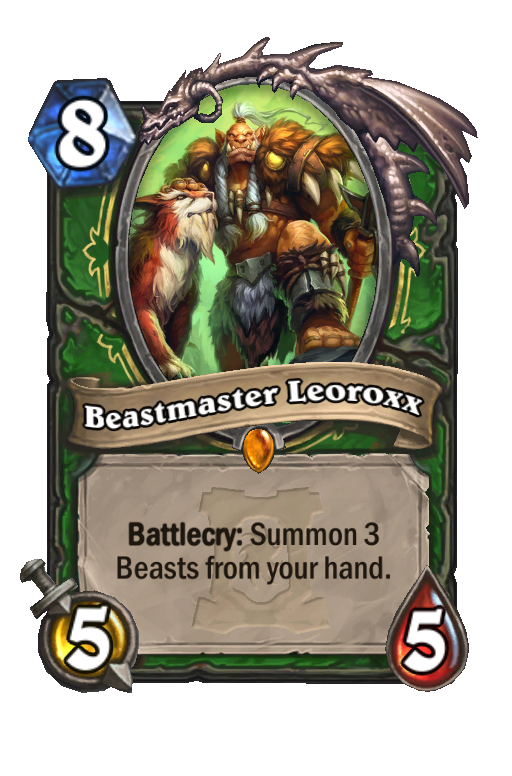 8
Beastmaster Leoroxx
Battlecry: Summon 3
Beasts from your hand.
5
5